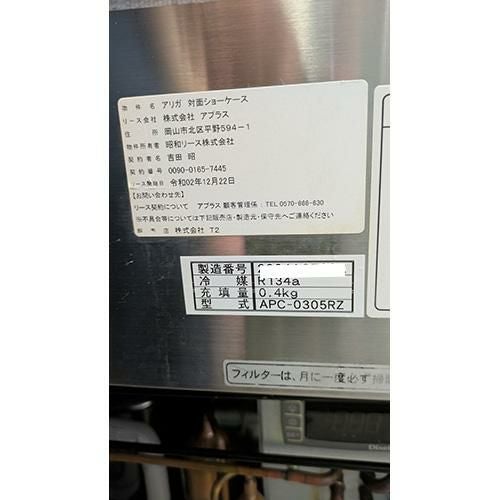 物件名 アリガ 対面ショーケース
リース会社 株式会社 アプラス
住所 岡山市北区平野594-1
物件所有者 昭和リース株式会社
契約者名 吉田 昭
契約番号 0090-0165-7445
リース開始日 令和02年12月22日
【お問い合わせ先】
リース契約について アプラス 顧客管理係:TEL 0570-666-630
※不具合等については下記販売店・製造元・保守先へご連絡ください
販売店 株式会社 T2
製造番号
冷媒 R134a
充填量 0.4kg
型式 APC-0305RZ
フィルターは、月に一度必ず掃
Dixel